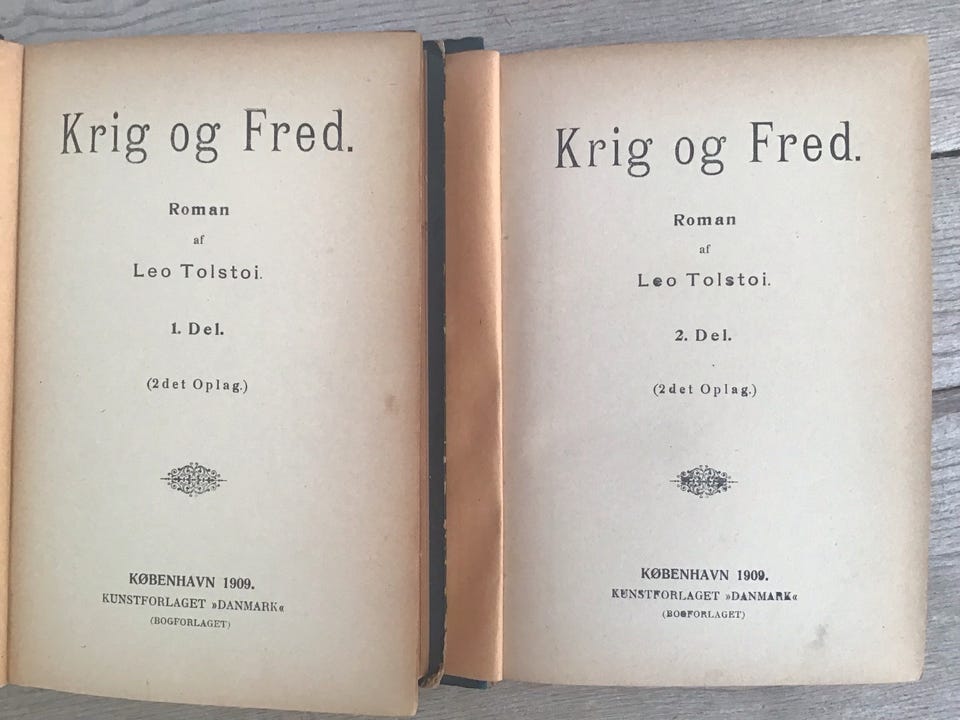 Krig og Fred.
Roman
af
Leo Tolstoi.
1. Del.
(2det Oplag.)
KØBENHAVN 1909.
KUNSTFORLAGET »DANMARK«
(BOGFORLAGET)
Krig og Fred.
Roman
af
Leo Tolstoi.
2. Del.
(2det Oplag.)
KØBENHAVN 1909.
KUNSTFORLAGET »DANMARK«
(BOGFORLAGET)